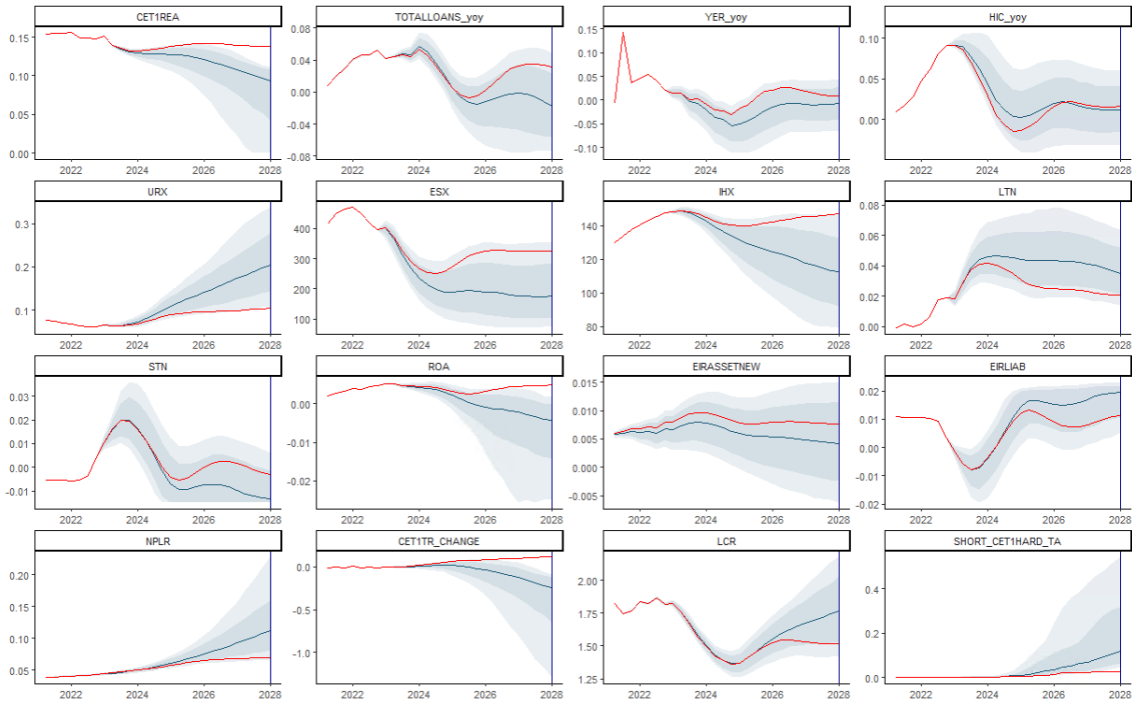 CET1REA
TOTALLOANS_yoy
YER_yoy
HIC_yoy
0.15
0.10
0.05
0.00
2022 2024 2026 2028
0.08
0.04
0.00
-0.04
-0.08
2022 2024 2026 2028
0.15
0.10
0.05
0.00
-0.05
-0.10
2022 2024 2026 2028
0.10
0.05
0.00
2022 2024 2026 2028
URX
ESX
IHX
LTN
0.3
0.2
0.1
2022 2024 2026 2028
400
300
200
100
2022 2024 2026 2028
140
120
100
80
2022 2024 2026 2028
0.08
0.06
0.04
0.02
0.00
2022 2024 2026 2028
STN
ROA
EIRASSETNEW
EIRLIAB
0.03
0.02
0.01
0.00
-0.01
2022 2024 2026 2028
0.00
-0.01
-0.02
2022 2024 2026 2028
0.015
0.010
0.005
0.000
-0.005
2022 2024 2026 2028
0.02
0.01
0.00
-0.01
-0.02
2022 2024 2026 2028
NPLR
CET1TR_CHANGE
LCR
SHORT_CET1HARD_TA
0.20
0.15
0.10
0.05
2022 2024 2026 2028
0.0
-0.5
-1.0
2022 2024 2026 2028
2.00
1.75
1.50
1.25
2022 2024 2026 2028
0.4
0.2
0.0
2022 2024 2026 2028